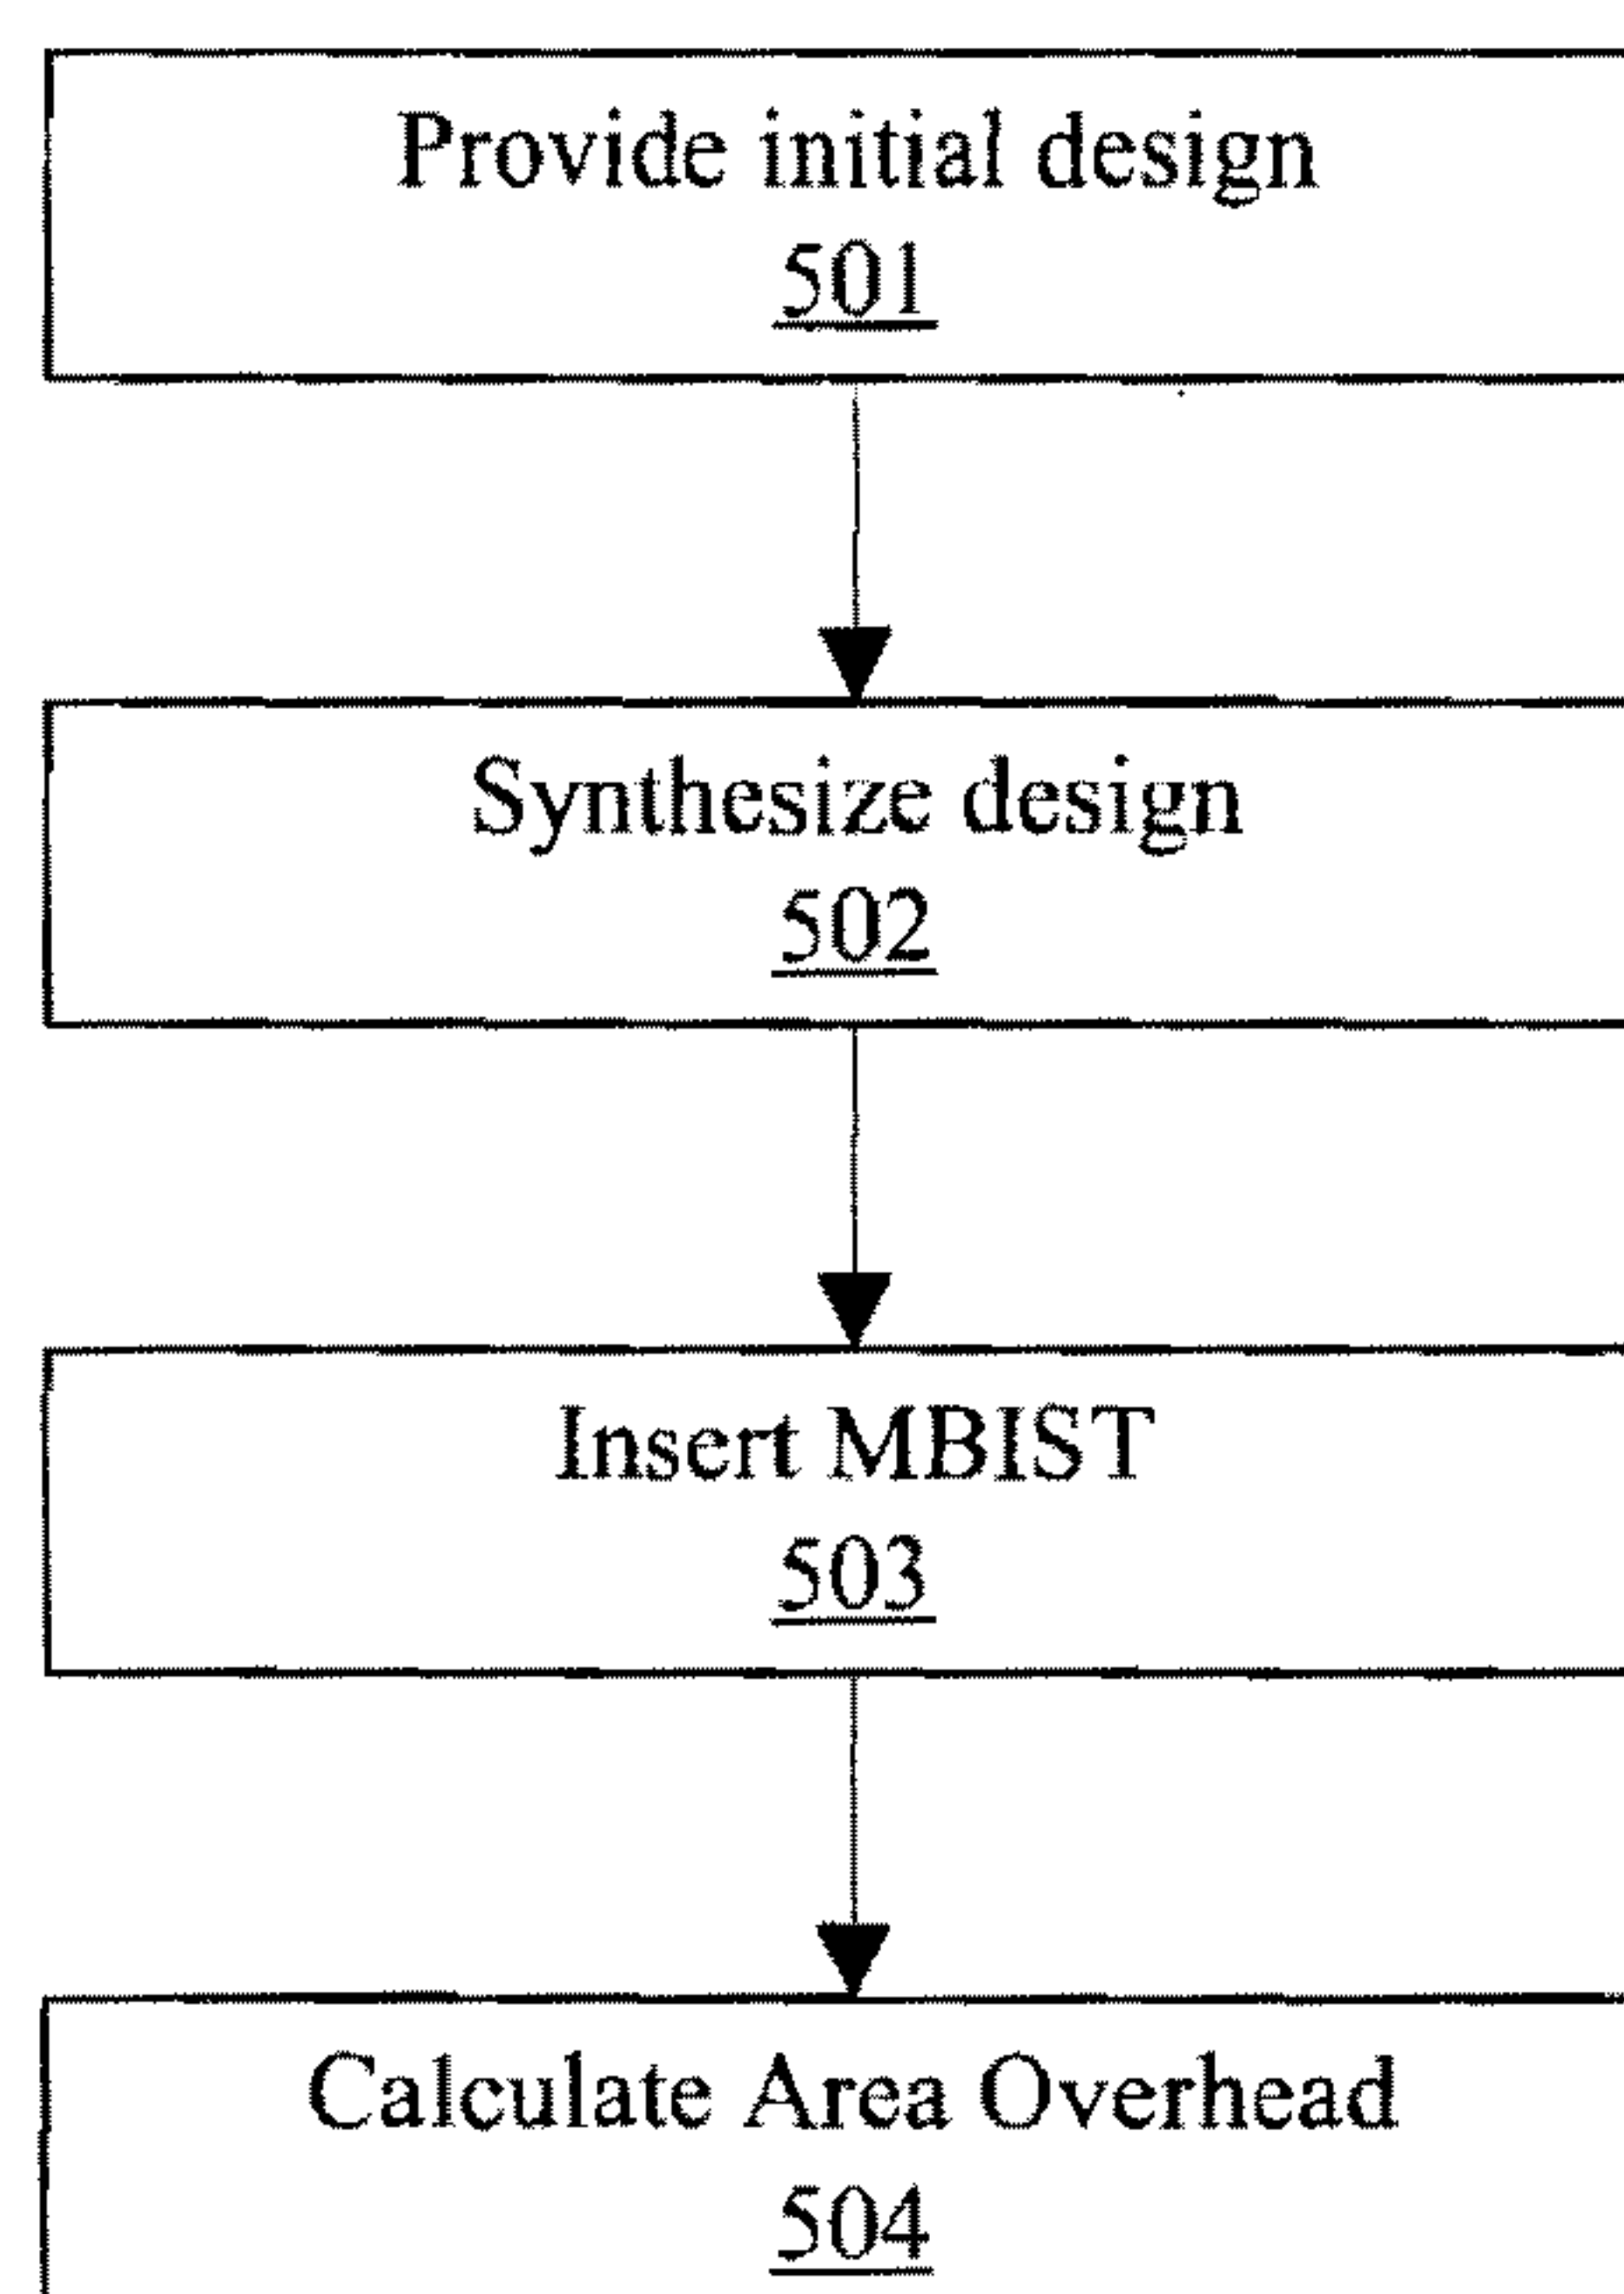 Provide initial design
501
Synthesize design
502
Insert MBIST
503
Calculate Area Overhead
504